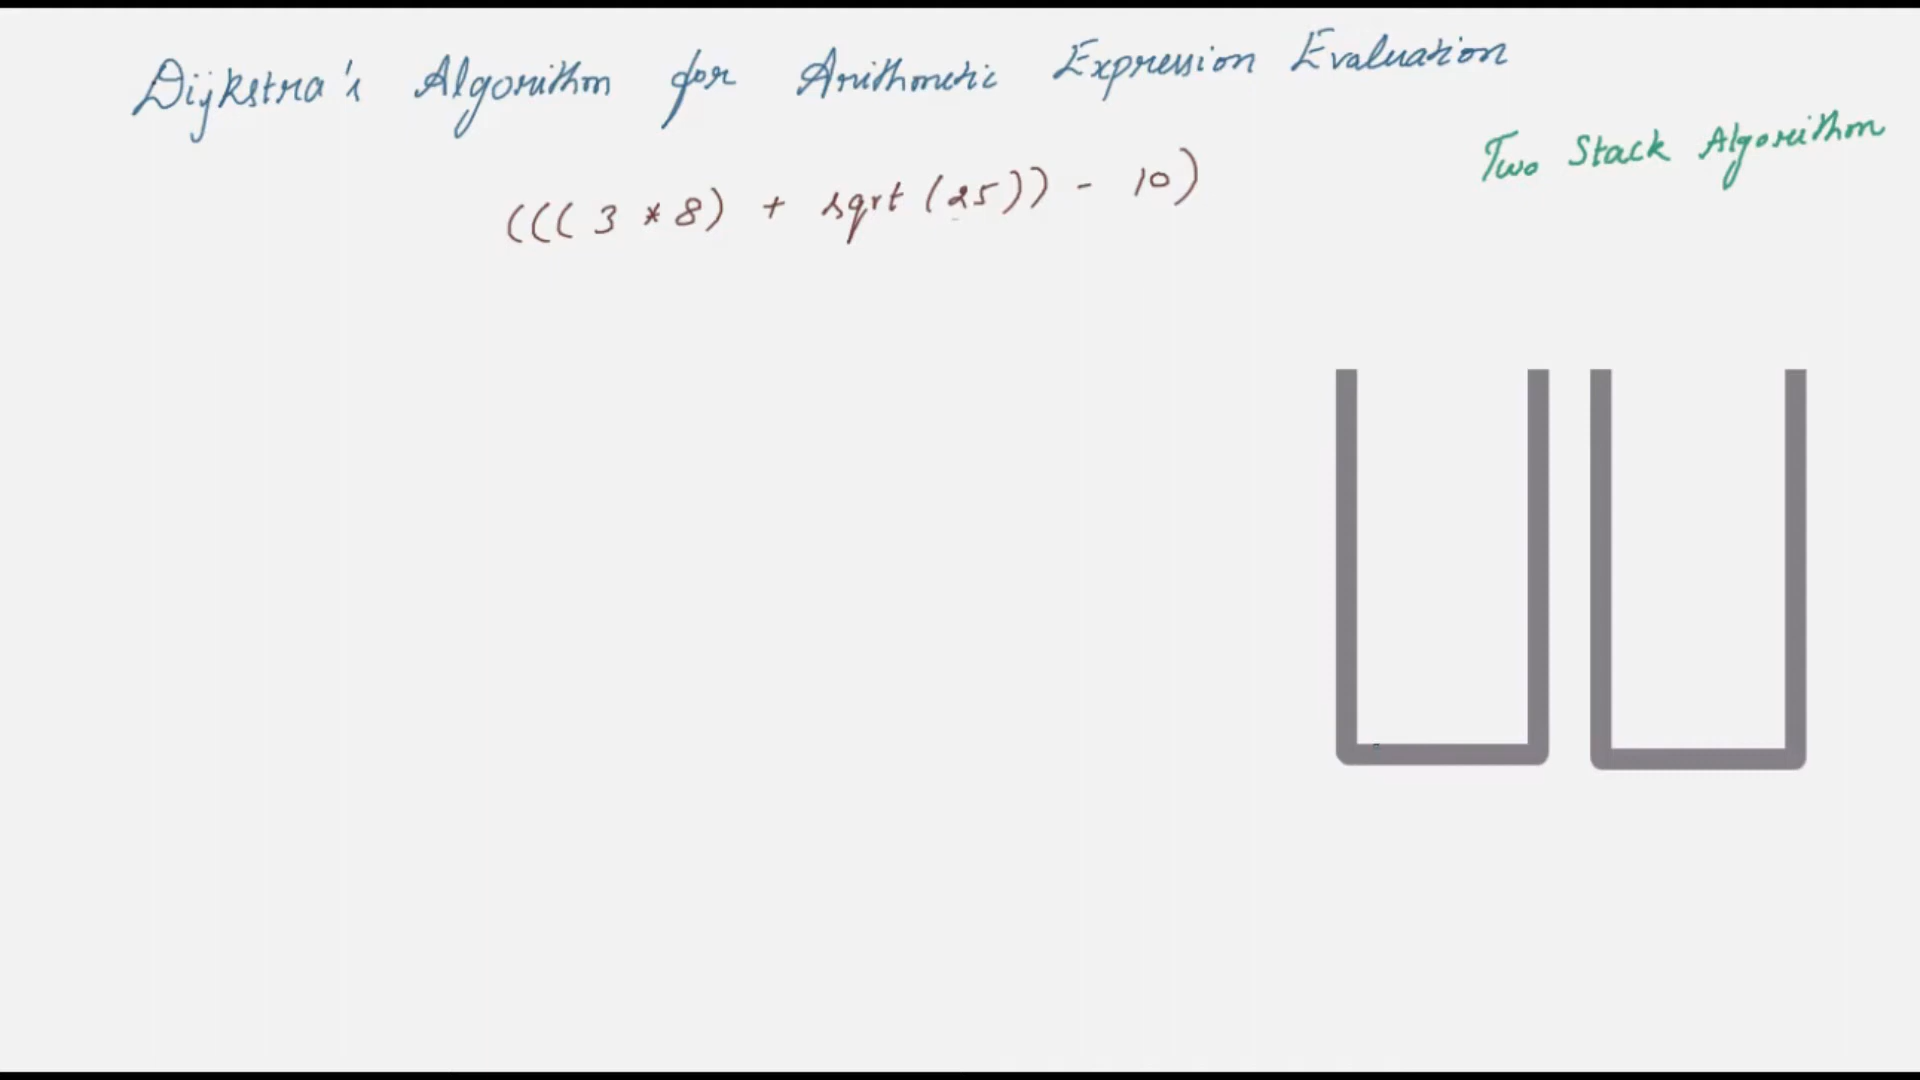 Dijkstra's Algorithm for Arithmetic Expression Evaluation
Two Stack Algorithm
(((3 * 8) + sqrt (25)) - 10)